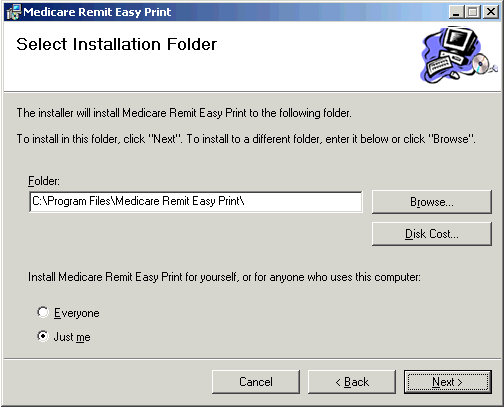 Medicare Remit Easy Print
Select Installation Folder
The installer will install Medicare Remit Easy Print to the following folder.
To install in this folder, click "Next". To install to a different folder, enter it below or click "Browse".
Folder:
C:\Program Files\Medicare Remit Easy Print\
Browse...
Disk Cost...
Install Medicare Remit Easy Print for yourself, or for anyone who uses this computer:
Everyone
Just me
Cancel
< Back
Next >